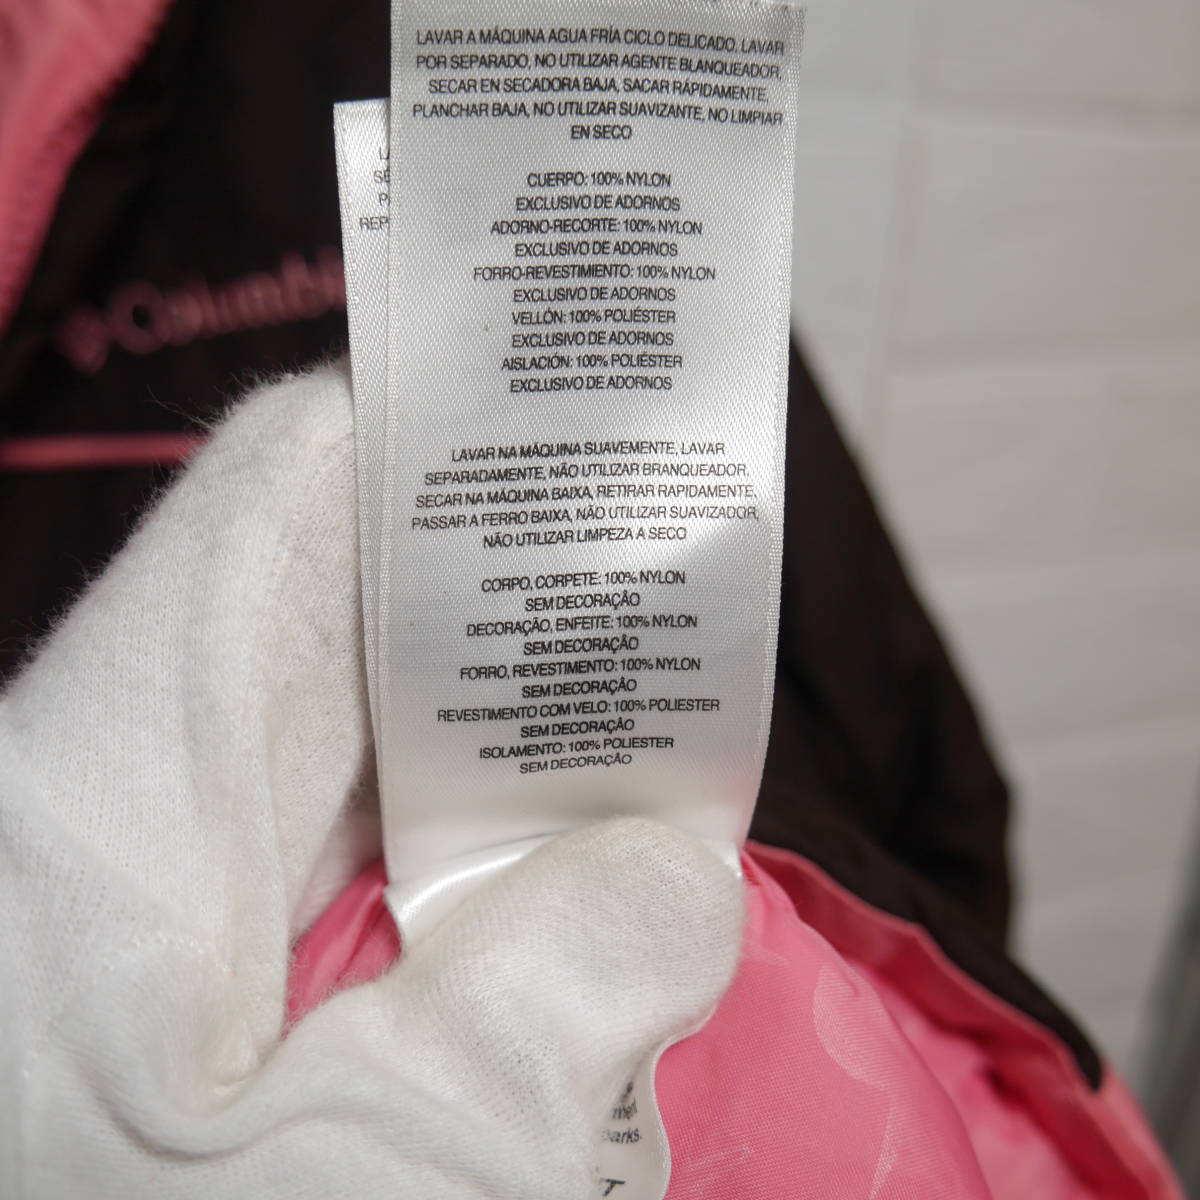 LAVAR A MÁQUINA AGUA FRÍA CICLO DELICADO, LAVAR
POR SEPARADO, NO UTILIZAR AGENTE BLANQUEADOR,
SECAR EN SECADORA BAJA, SACAR RÁPIDAMENTE,
PLANCHAR BAJA, NO UTILIZAR SUAVIZANTE, NO LIMPIAR
EN SECO
CUERPO: 100% NYLON
EXCLUSIVO DE ADORNOS
ADORNO-RECORTE: 100% NYLON
EXCLUSIVO DE ADORNOS
FORRO-REVESTIMIENTO: 100% NYLON
EXCLUSIVO DE ADORNOS
VELLÓN: 100% POLIÉSTER
EXCLUSIVO DE ADORNOS
AISLACIÓN: 100% POLIÉSTER
EXCLUSIVO DE ADORNOS
LAVAR NA MÁQUINA SUAVEMENTE, LAVAR
SEPARADAMENTE, NÃO UTILIZAR BRANQUEADOR,
SECAR NA MÁQUINA BAIXA, RETIRAR RAPIDAMENTE,
PASSAR A FERRO BAIXA, NÃO UTILIZAR SUAVIZADOR,
NÃO UTILIZAR LIMPEZA A SECO
CORPO, CORPETE: 100% NYLON
SEM DECORAÇÃO
DECORAÇÃO, ENFEITE: 100% NYLON
SEM DECORAÇÃO
FORRO, REVESTIMENTO: 100% NYLON
SEM DECORAÇÃO
REVESTIMENTO COM VELO: 100% POLIESTER
SEM DECORAÇÃO
ISOLAMENTO: 100% POLIESTER
SEM DECORAÇÃO
Columbi
REP